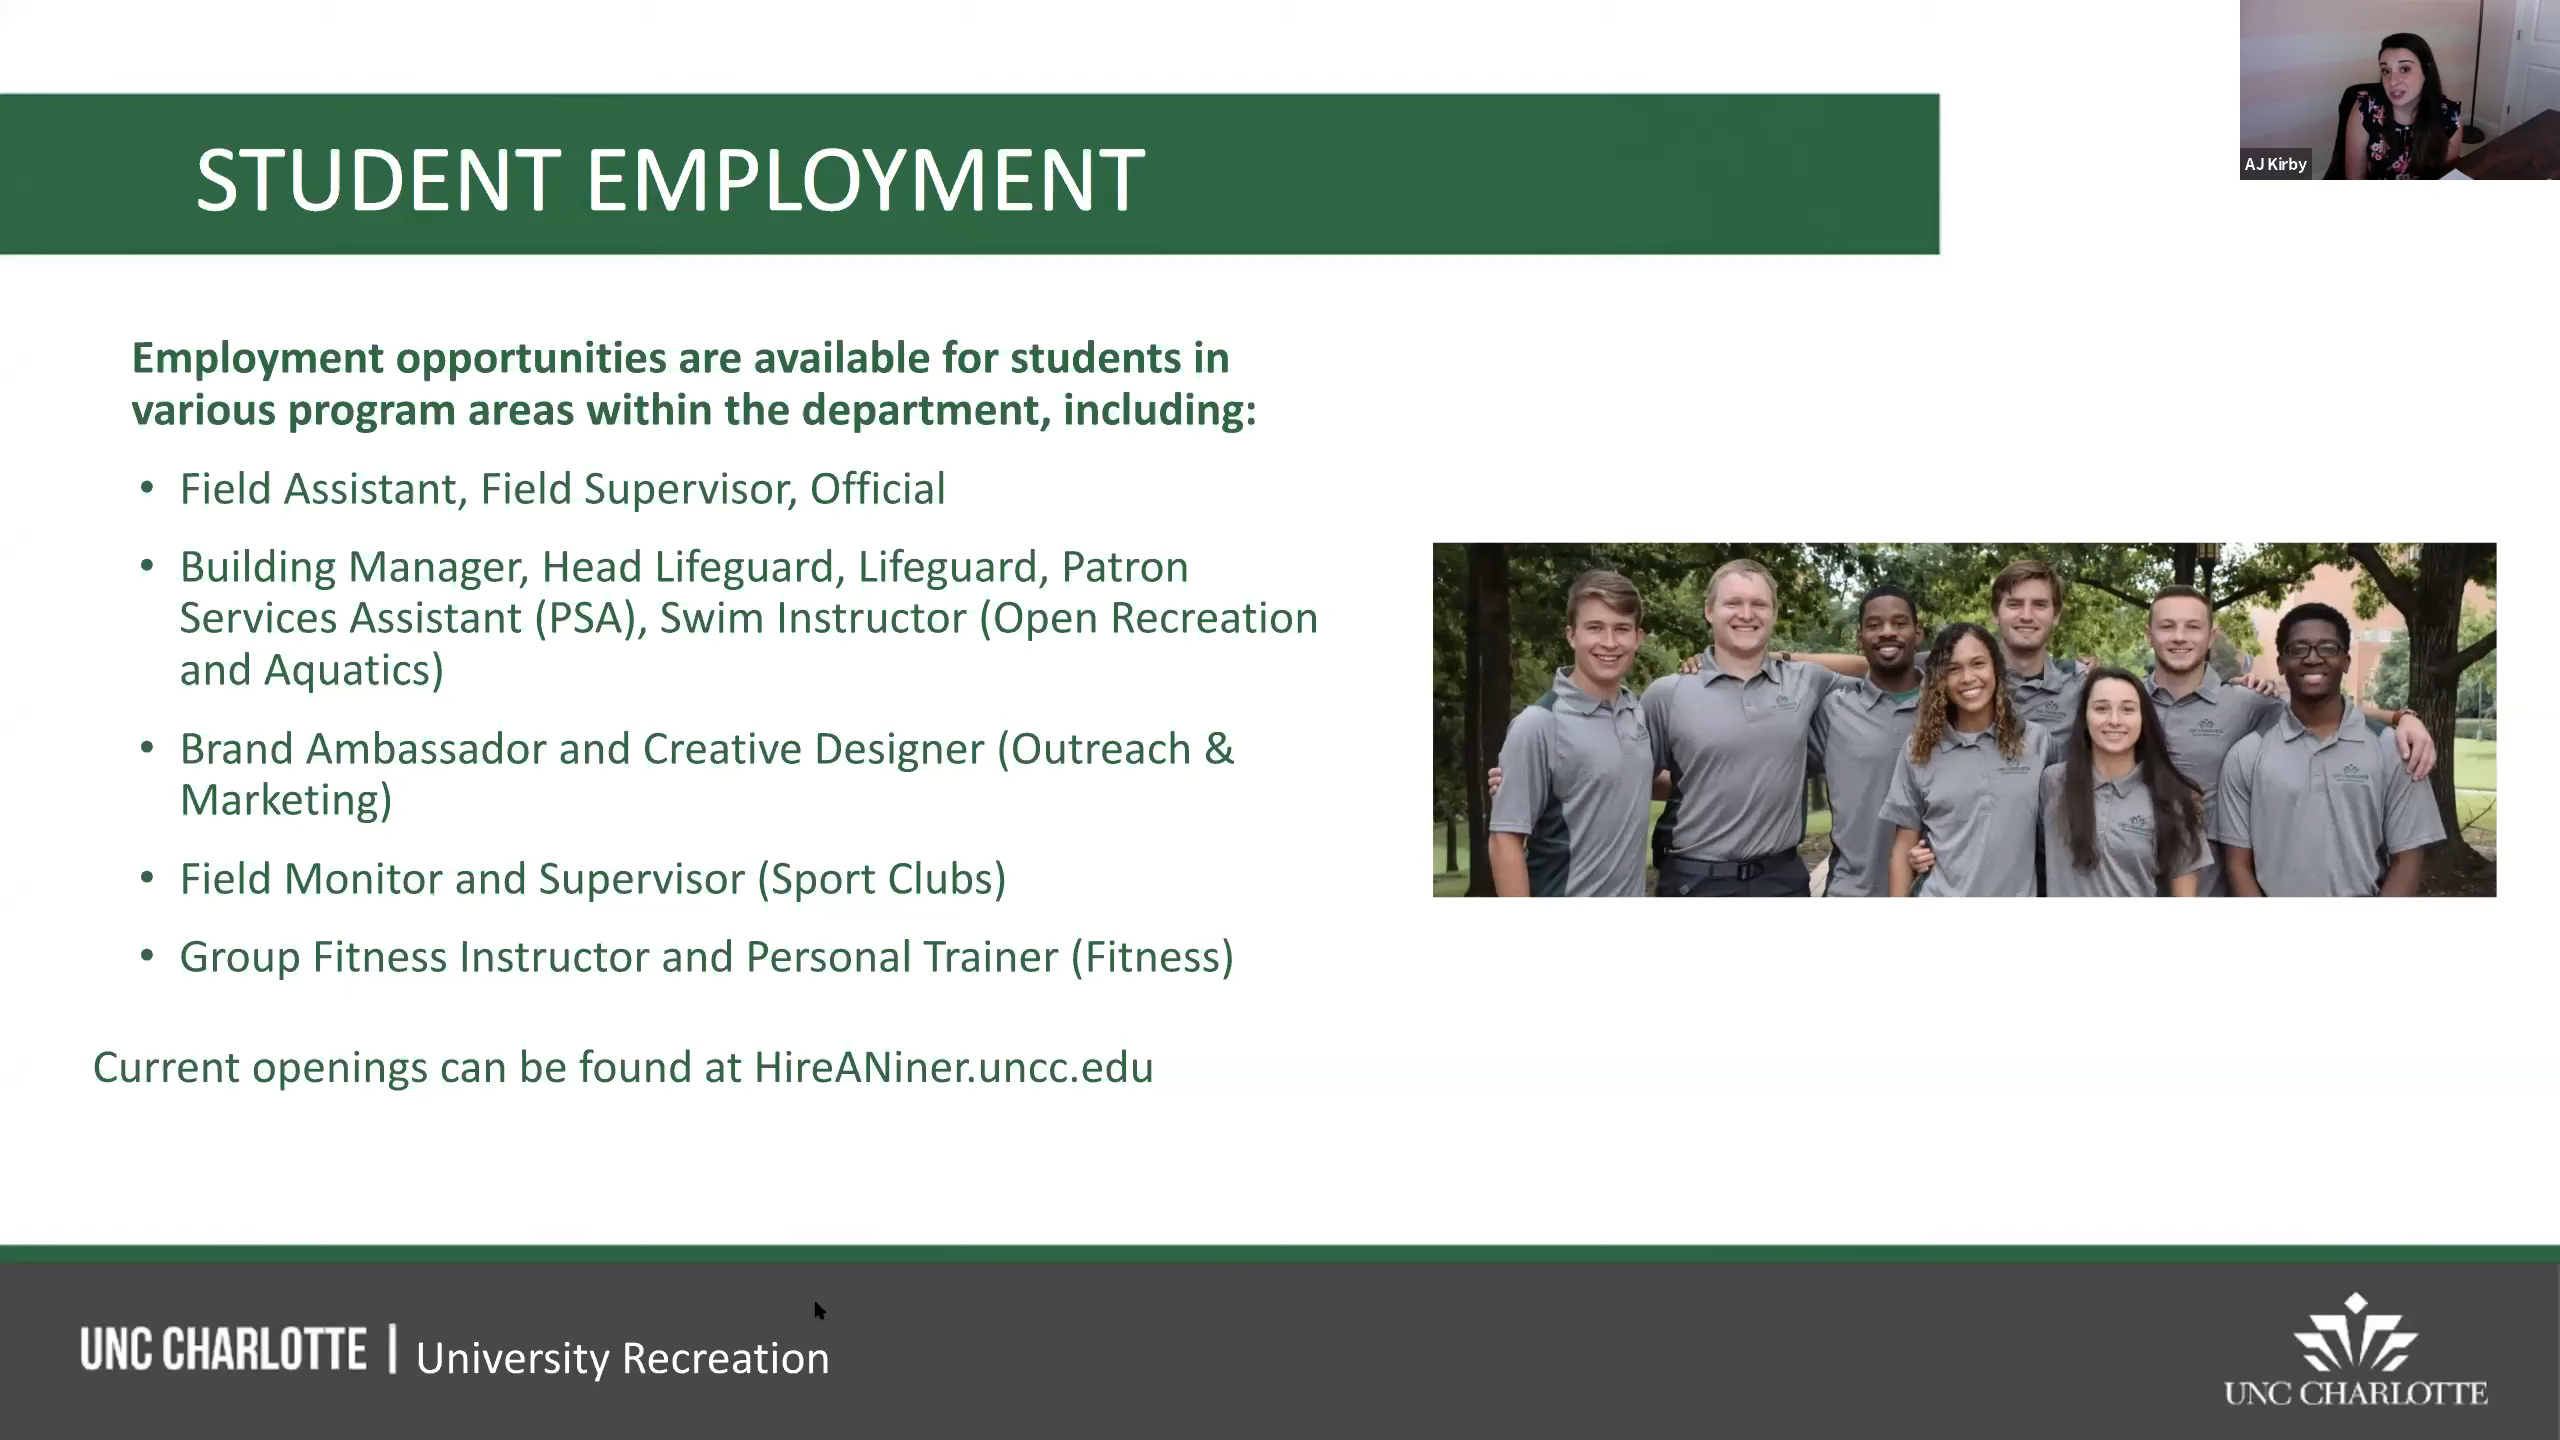 STUDENT EMPLOYMENT
AJ Kirby
Employment opportunities are available for students in
various program areas within the department, including:
• Field Assistant, Field Supervisor, Official
• Building Manager, Head Lifeguard, Lifeguard, Patron
Services Assistant (PSA), Swim Instructor (Open Recreation
and Aquatics)
• Brand Ambassador and Creative Designer (Outreach &
Marketing)
• Field Monitor and Supervisor (Sport Clubs)
• Group Fitness Instructor and Personal Trainer (Fitness)
Current openings can be found at HireANiner.uncc.edu
UNC CHARLOTTE | University Recreation
UNC CHARLOTTE